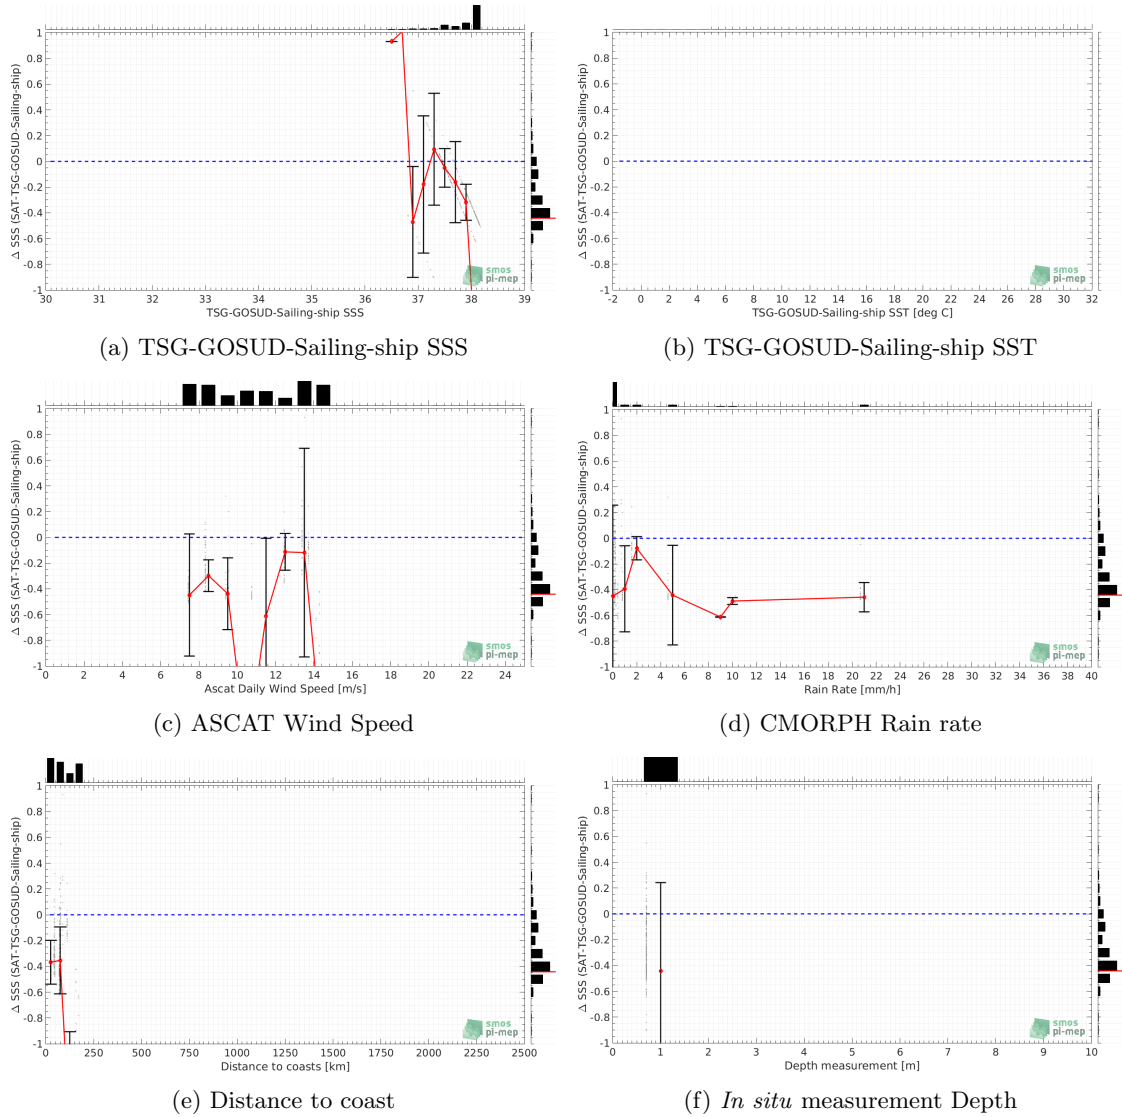 1
0.8
0.6
0.4
0.2
0
-0.2
-0.4
-0.6
-0.8
-1
Δ SSS (SAT-TSG-GOSUD-Sailing-ship)
30 31 32 33 34 35 36 37 38 39
TSG-GOSUD-Sailing-ship SSS
smos
pi-mep
(a) TSG-GOSUD-Sailing-ship SSS
1
0.8
0.6
0.4
0.2
0
-0.2
-0.4
-0.6
-0.8
-1
Δ SSS (SAT-TSG-GOSUD-Sailing-ship)
-2 0 2 4 6 8 10 12 14 16 18 20 22 24 26 28 30 32
TSG-GOSUD-Sailing-ship SST [deg C]
smos
pi-mep
(b) TSG-GOSUD-Sailing-ship SST
1
0.8
0.6
0.4
0.2
0
-0.2
-0.4
-0.6
-0.8
-1
Δ SSS (SAT-TSG-GOSUD-Sailing-ship)
0 2 4 6 8 10 12 14 16 18 20 22 24
Ascat Daily Wind Speed [m/s]
smos
pi-mep
(c) ASCAT Wind Speed
1
0.8
0.6
0.4
0.2
0
-0.2
-0.4
-0.6
-0.8
-1
Δ SSS (SAT-TSG-GOSUD-Sailing-ship)
0 2 4 6 8 10 12 14 16 18 20 22 24 26 28 30 32 34 36 38 40
Rain Rate [mm/h]
smos
pi-mep
(d) CMORPH Rain rate
1
0.8
0.6
0.4
0.2
0
-0.2
-0.4
-0.6
-0.8
-1
Δ SSS (SAT-TSG-GOSUD-Sailing-ship)
0 250 500 750 1000 1250 1500 1750 2000 2250 2500
Distance to coasts [km]
smos
pi-mep
(e) Distance to coast
1
0.8
0.6
0.4
0.2
0
-0.2
-0.4
-0.6
-0.8
-1
Δ SSS (SAT-TSG-GOSUD-Sailing-ship)
0 1 2 3 4 5 6 7 8 9 10
Depth measurement [m]
smos
pi-mep
(f) In situ measurement Depth